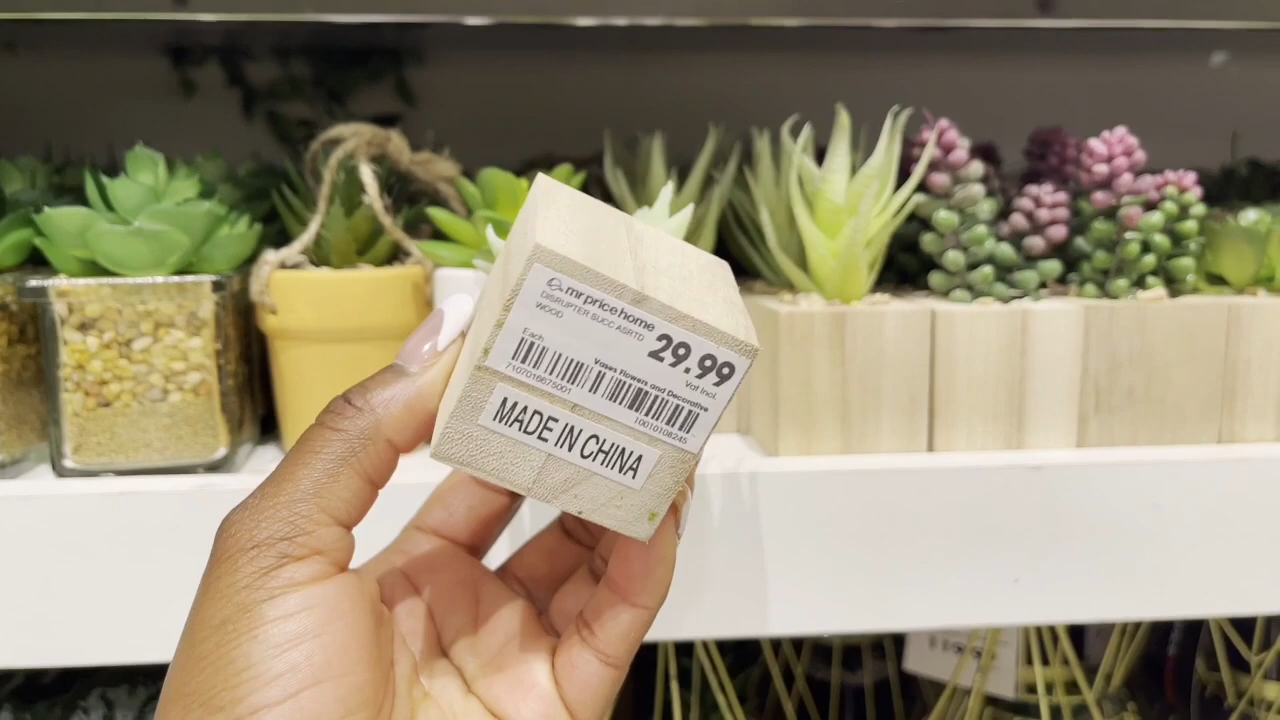 mr price home
DISRUPTER SUCC ASRTD
WOOD
29.99
Each
Vat Incl.
Vases Flowers and Decorative
7107016675001
10010108245
MADE IN CHINA